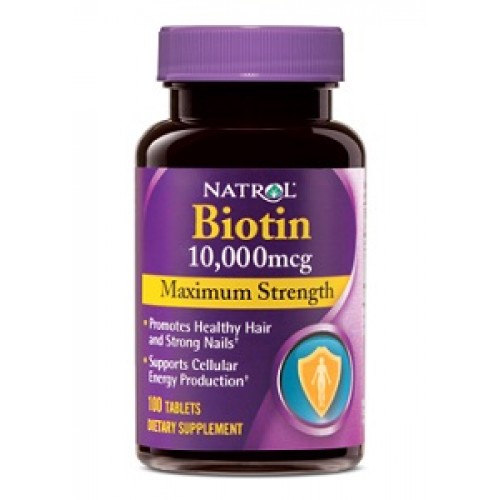 NATROL®
Biotin
10,000mcg
Maximum Strength
• Promotes Healthy Hair
and Strong Nails‡
• Supports Cellular
Energy Production‡
100 TABLETS
DIETARY SUPPLEMENT